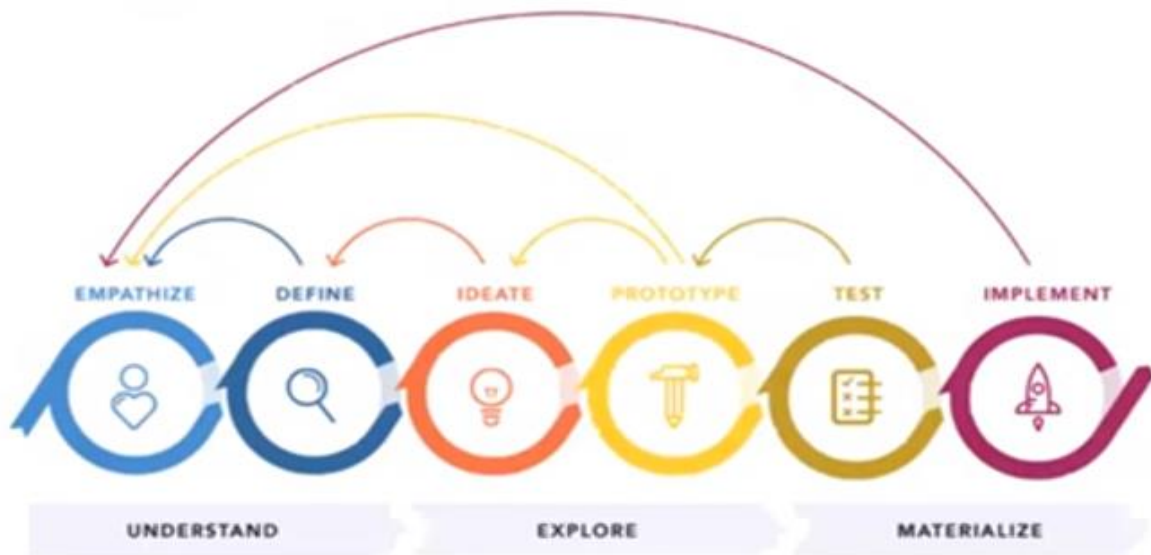 EMPATHIZE DEFINE IDEATE PROTOTYPE TEST IMPLEMENT
UNDERSTAND EXPLORE MATERIALIZE